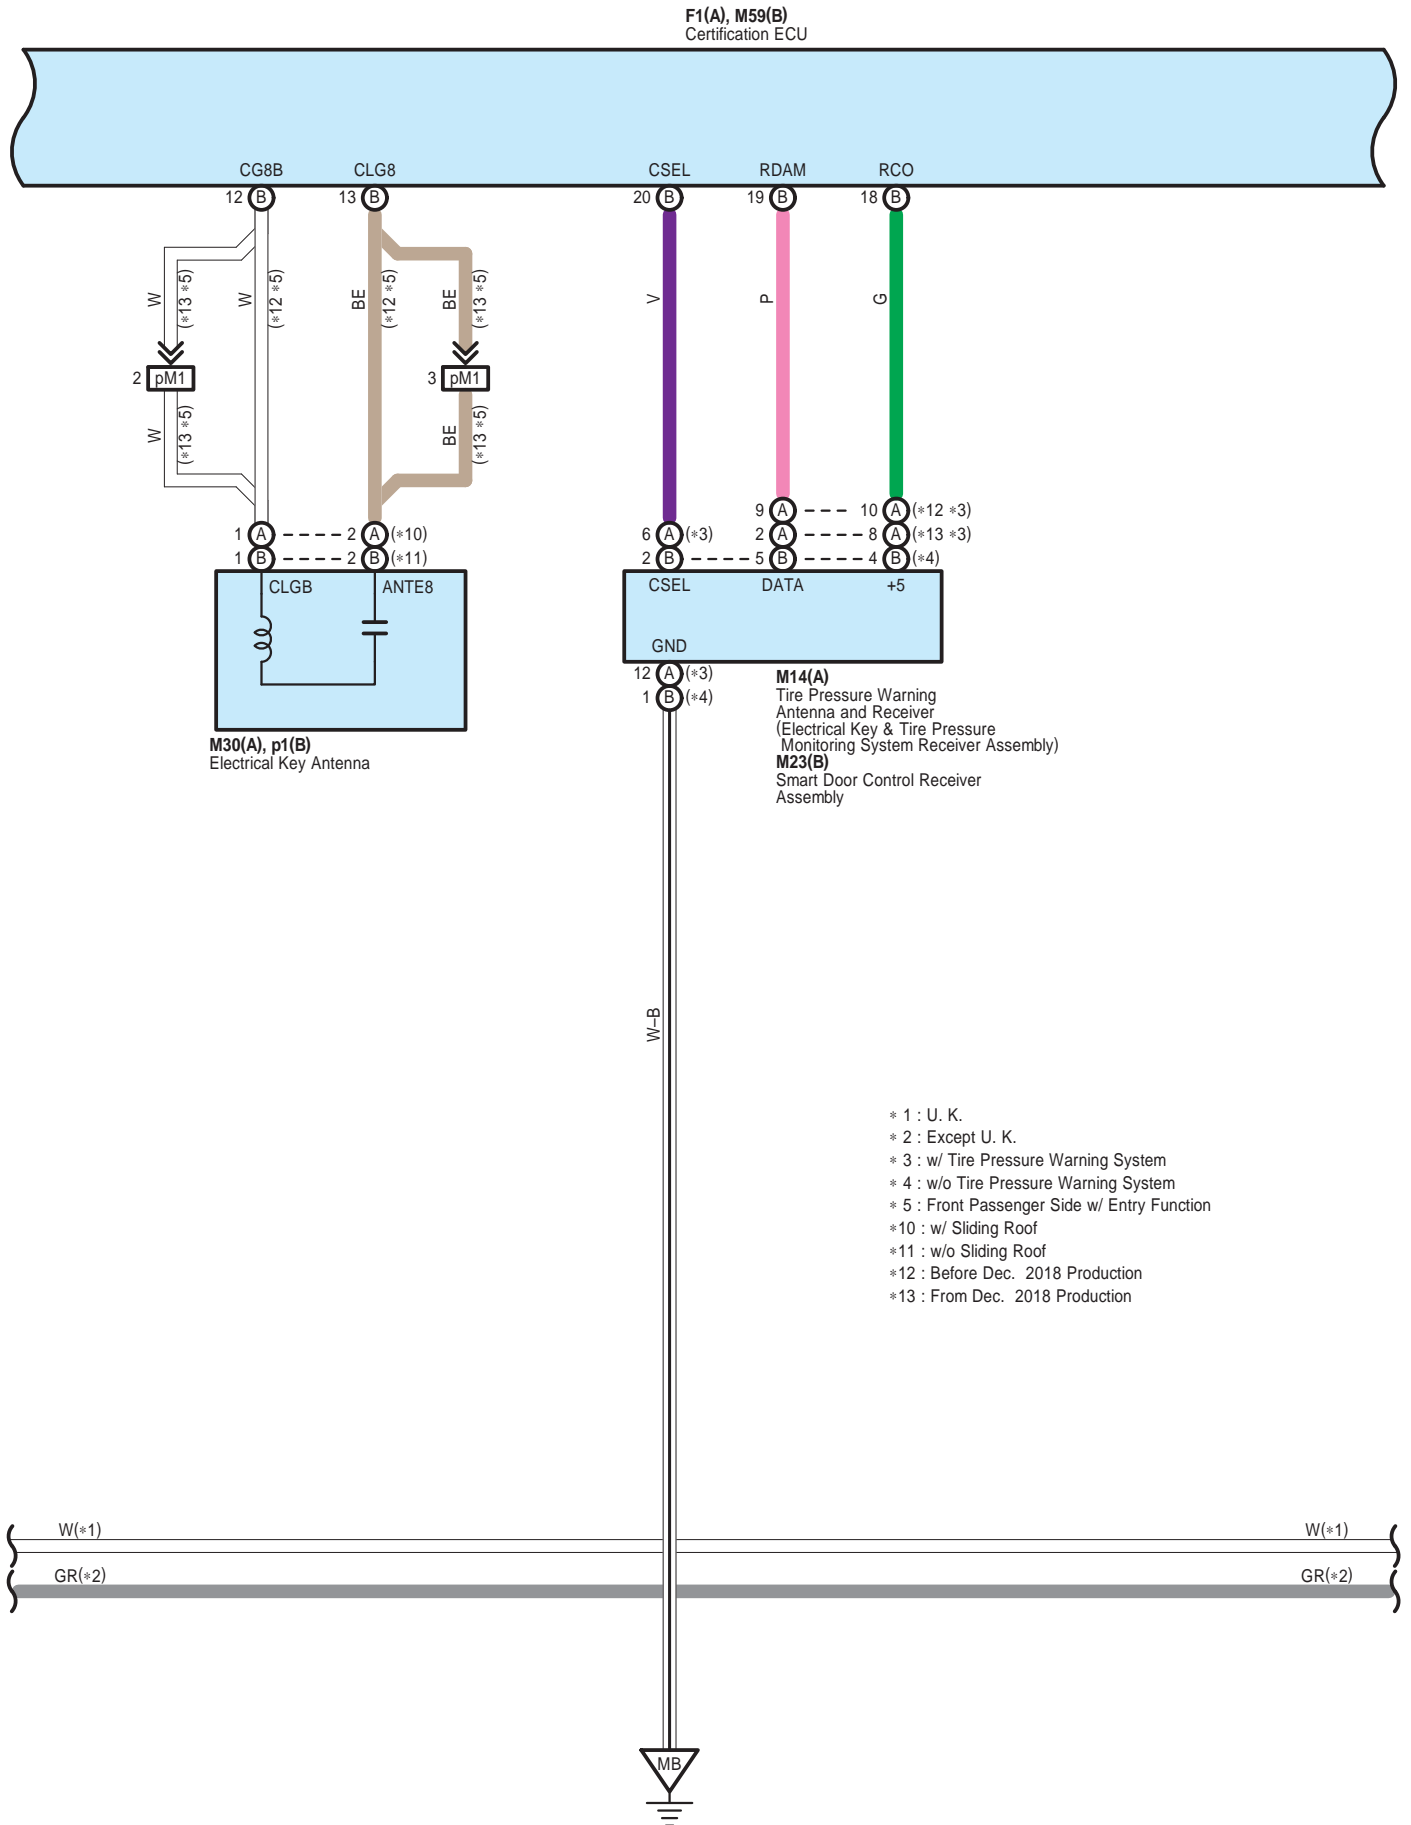 F1(A), M59(B)
Certification ECU
CG8B CLG8 CSEL RDAM RCO
12 B 13 B 20 B 19 B 18 B
W (*13 *5) W (*12 *5) BE (*12 *5) BE (*13 *5) V P G
2 pM1 3 pM1
W (*13 *5) BE (*13 *5)
9 A 10 A (*12 *3)
1 A 2 A (*10) 6 A (*3) 2 A 8 A (*13 *3)
1 B 2 B (*11) 2 B 5 B 4 B (*4)
CLGB ANTE8 CSEL DATA +5
GND
12 A (*3)
1 B (*4)
M30(A), p1(B)
Electrical Key Antenna
M14(A)
Tire Pressure Warning
Antenna and Receiver
(Electrical Key & Tire Pressure
Monitoring System Receiver Assembly)
M23(B)
Smart Door Control Receiver
Assembly
W–B
* 1 : U. K.
* 2 : Except U. K.
* 3 : w/ Tire Pressure Warning System
* 4 : w/o Tire Pressure Warning System
* 5 : Front Passenger Side w/ Entry Function
*10 : w/ Sliding Roof
*11 : w/o Sliding Roof
*12 : Before Dec. 2018 Production
*13 : From Dec. 2018 Production
W(*1) W(*1)
GR(*2) GR(*2)
MB